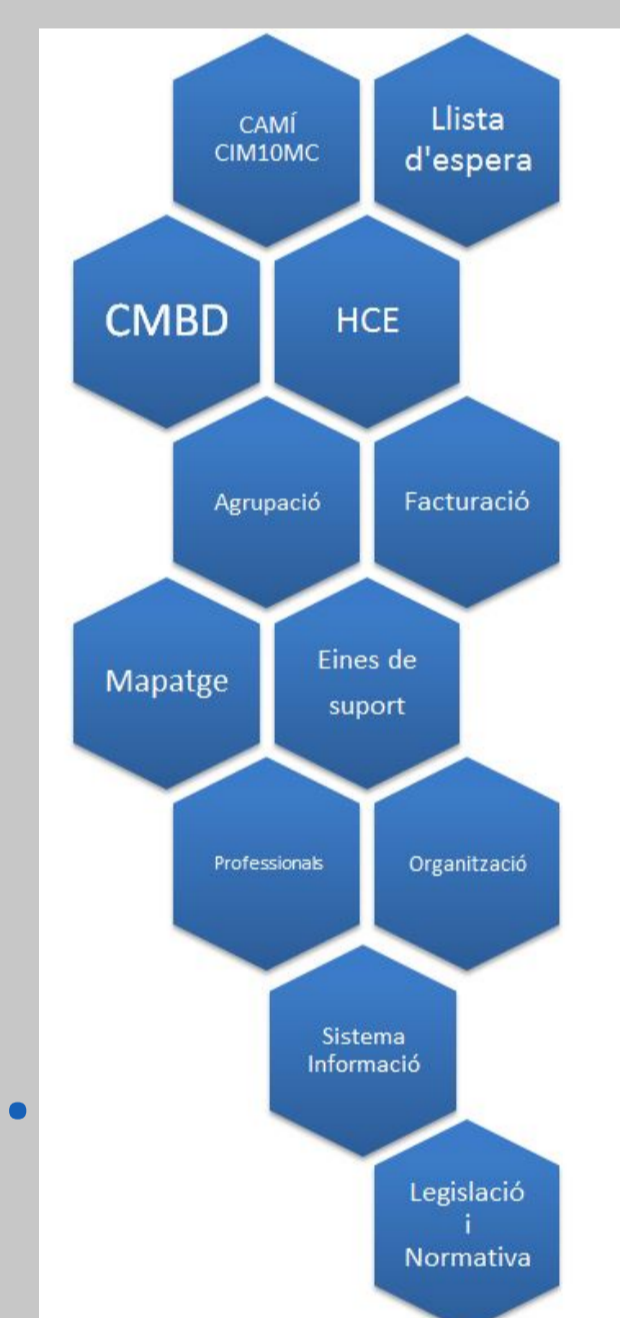 CAMÍ
CIM10MC
Llista
d'espera
CMBD
HCE
Agrupació
Facturació
Mapatge
Eines de
suport
Professionals
Organització
Sistema
Informació
Legislació
i
Normativa